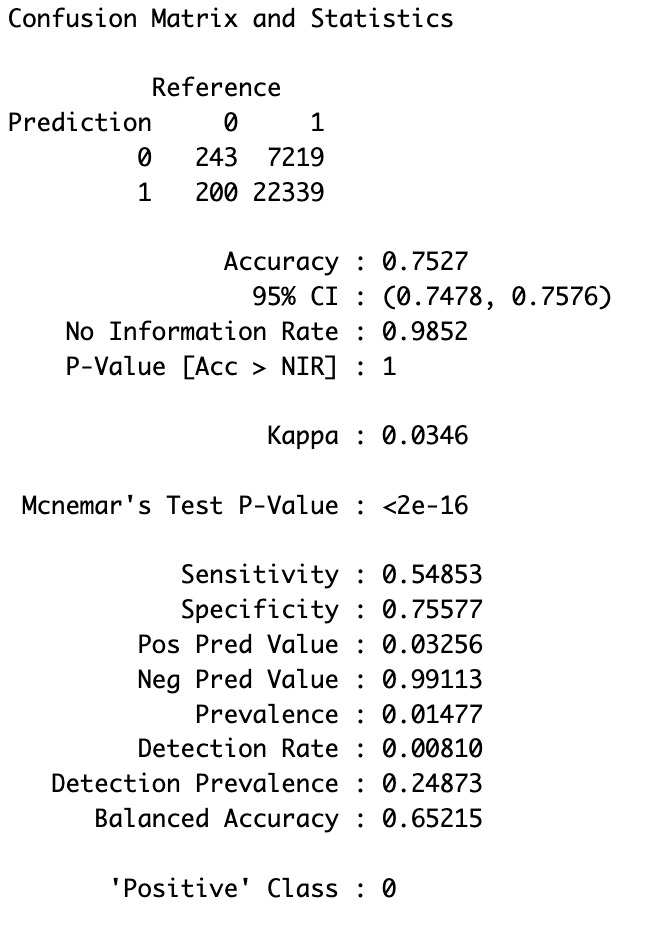 Confusion Matrix and Statistics
Reference
Prediction 0 1
0 243 7219
1 200 22339
Accuracy : 0.7527
95% CI : (0.7478, 0.7576)
No Information Rate : 0.9852
P-Value [Acc > NIR] : 1
Kappa : 0.0346
Mcnemar's Test P-Value : <2e-16
Sensitivity : 0.54853
Specificity : 0.75577
Pos Pred Value : 0.03256
Neg Pred Value : 0.99113
Prevalence : 0.01477
Detection Rate : 0.00810
Detection Prevalence : 0.24873
Balanced Accuracy : 0.65215
'Positive' Class : 0